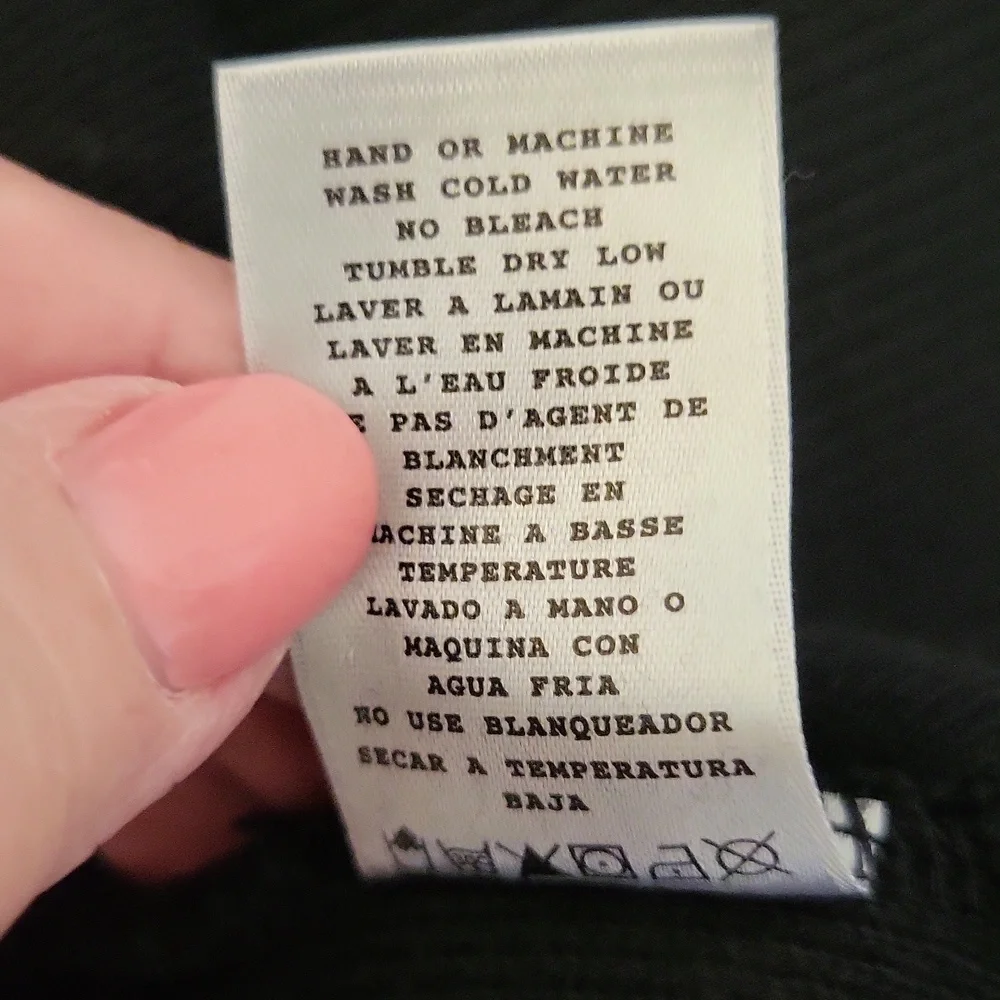 HAND OR MACHINE
WASH COLD WATER
NO BLEACH
TUMBLE DRY LOW
LAVER A LAMAIN OU
LAVER EN MACHINE
A L'EAU FROIDE
PAS D'AGENT DE
BLANCHMENT
SECHAGE EN
A BASSE
TEMPERATURE
LAVADO A MANO O
MAQUINA CON
AGUA FRIA
NO USE BLANQUEADOR
SECAR A TEMPERATURA
BAJA